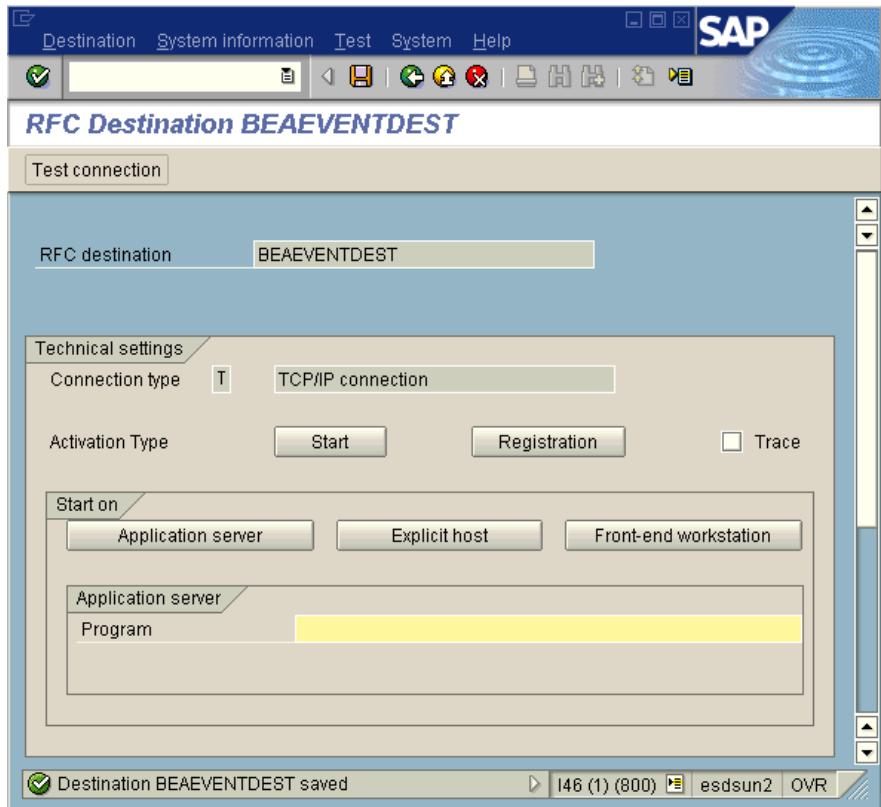 Destination System information Test System Help
SAP
RFC Destination BEAEVENTDEST
Test connection
RFC destination BEAEVENTDEST
Technical settings
Connection type T TCP/IP connection
Activation Type Start Registration Trace
Start on
Application server Explicit host Front-end workstation
Application server
Program
Destination BEAEVENTDEST saved I46 (1) (800) esdsun2 OVR